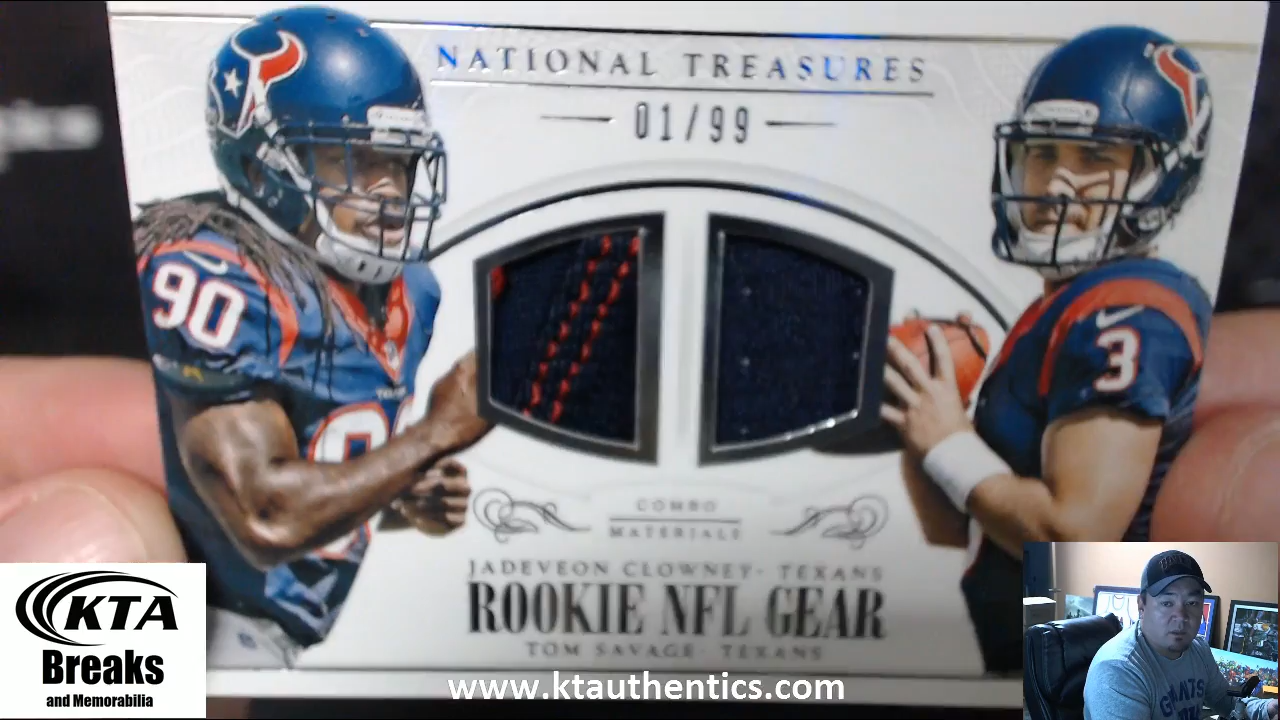 NATIONAL TREASURES
01/99
90
3
COMBO
MATERIALS
JADEVEON CLOWNEY - TEXANS
ROOKIE NFL GEAR
TOM SAVAGE - TEXANS
KTA
Breaks
and Memorabilia
www.ktauthentics.com
GIANTS